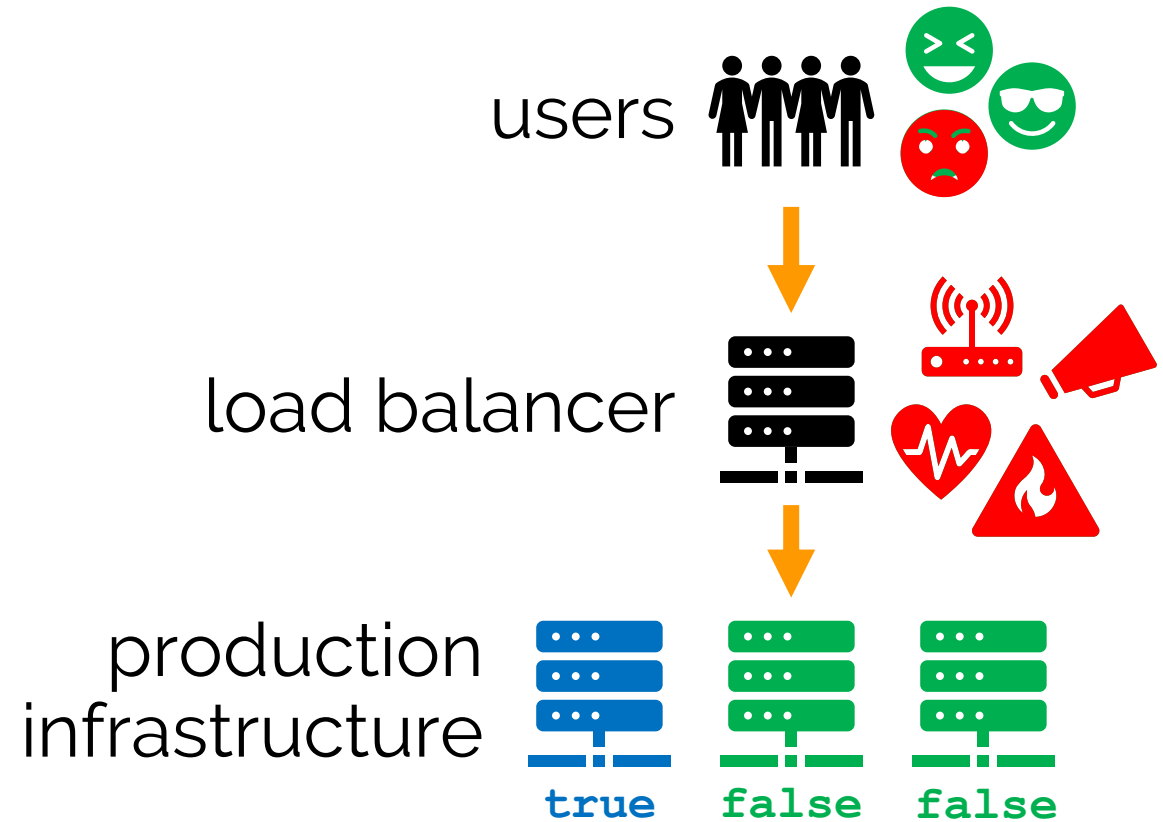 users
load balancer
production
infrastructure
true
false
false